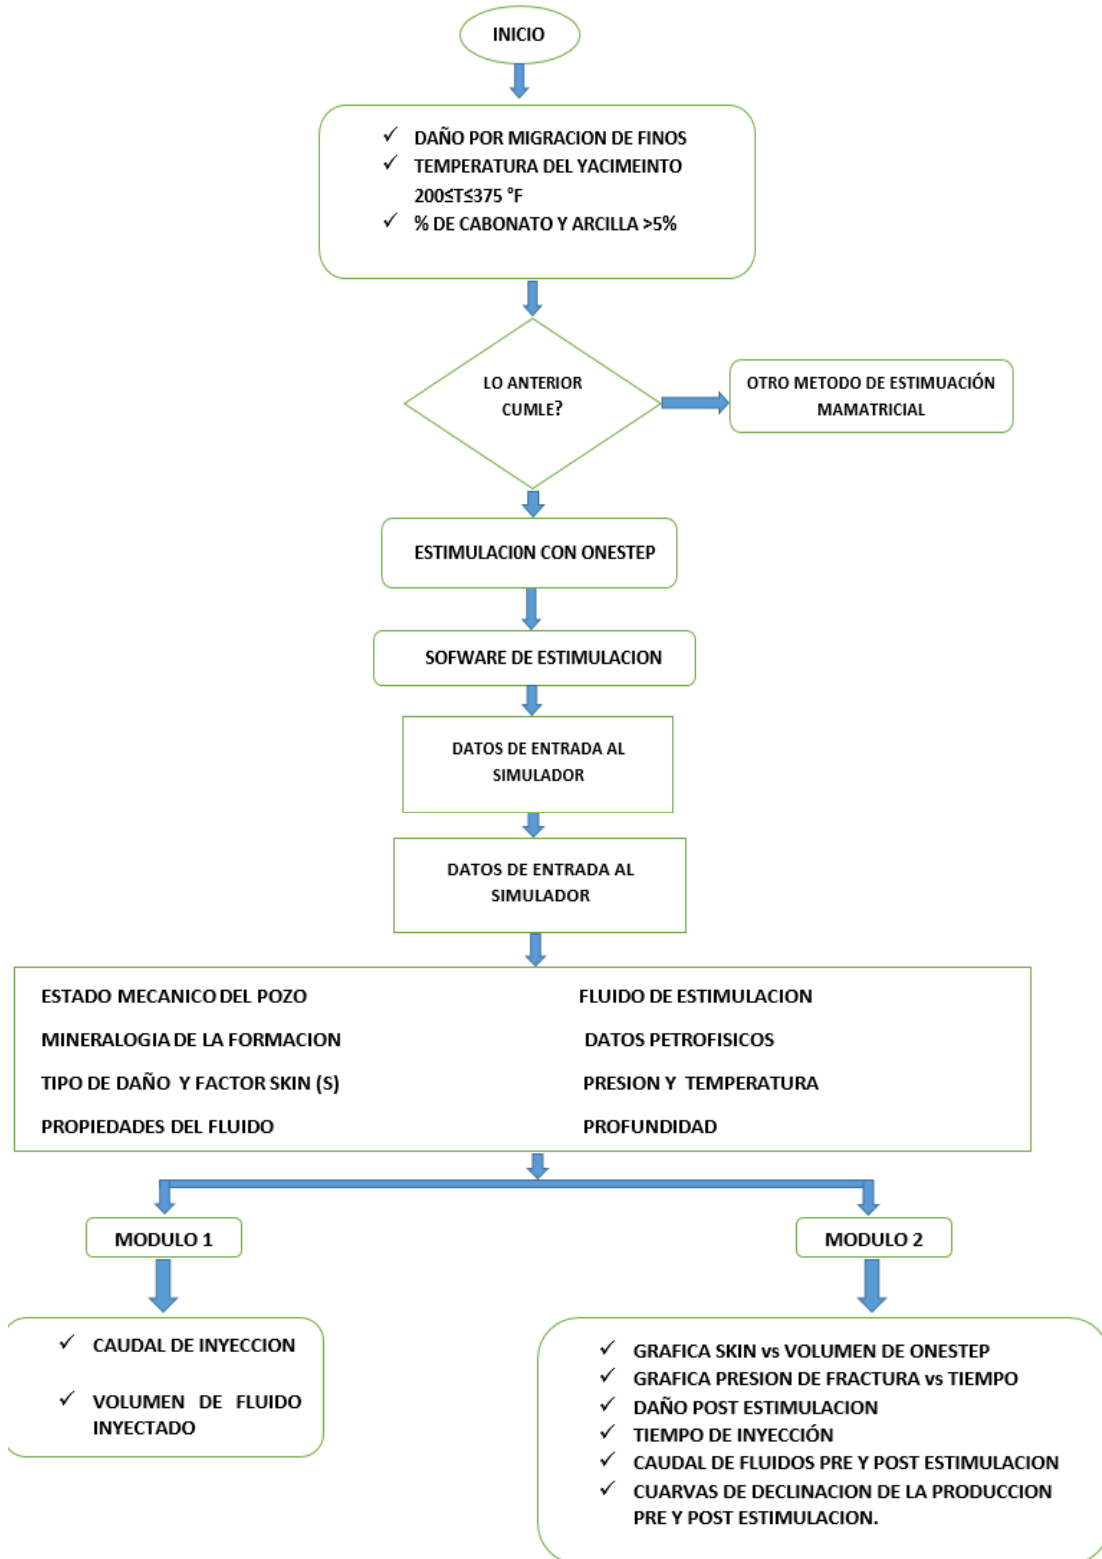 INICIO
✓ DAÑO POR MIGRACION DE FINOS
✓ TEMPERATURA DEL YACIMEINTO
200≤T≤375 °F
✓ % DE CABONATO Y ARCILLA >5%
LO ANTERIOR
CUMLE?
OTRO METODO DE ESTIMUACIÓN
MAMATRICIAL
ESTIMULACI0N CON ONESTEP
SOFWARE DE ESTIMULACION
DATOS DE ENTRADA AL
SIMULADOR
DATOS DE ENTRADA AL
SIMULADOR
ESTADO MECANICO DEL POZO
MINERALOGIA DE LA FORMACION
TIPO DE DAÑO Y FACTOR SKIN (S)
PROPIEDADES DEL FLUIDO
FLUIDO DE ESTIMULACION
DATOS PETROFISICOS
PRESION Y TEMPERATURA
PROFUNDIDAD
MODULO 1
✓ CAUDAL DE INYECCION
✓ VOLUMEN DE FLUIDO
INYECTADO
MODULO 2
✓ GRAFICA SKIN vs VOLUMEN DE ONESTEP
✓ GRAFICA PRESION DE FRACTURA vs TIEMPO
✓ DAÑO POST ESTIMULACION
✓ TIEMPO DE INYECCIÓN
✓ CAUDAL DE FLUIDOS PRE Y POST ESTIMULACION
✓ CUARVAS DE DECLINACION DE LA PRODUCCION
PRE Y POST ESTIMULACION.